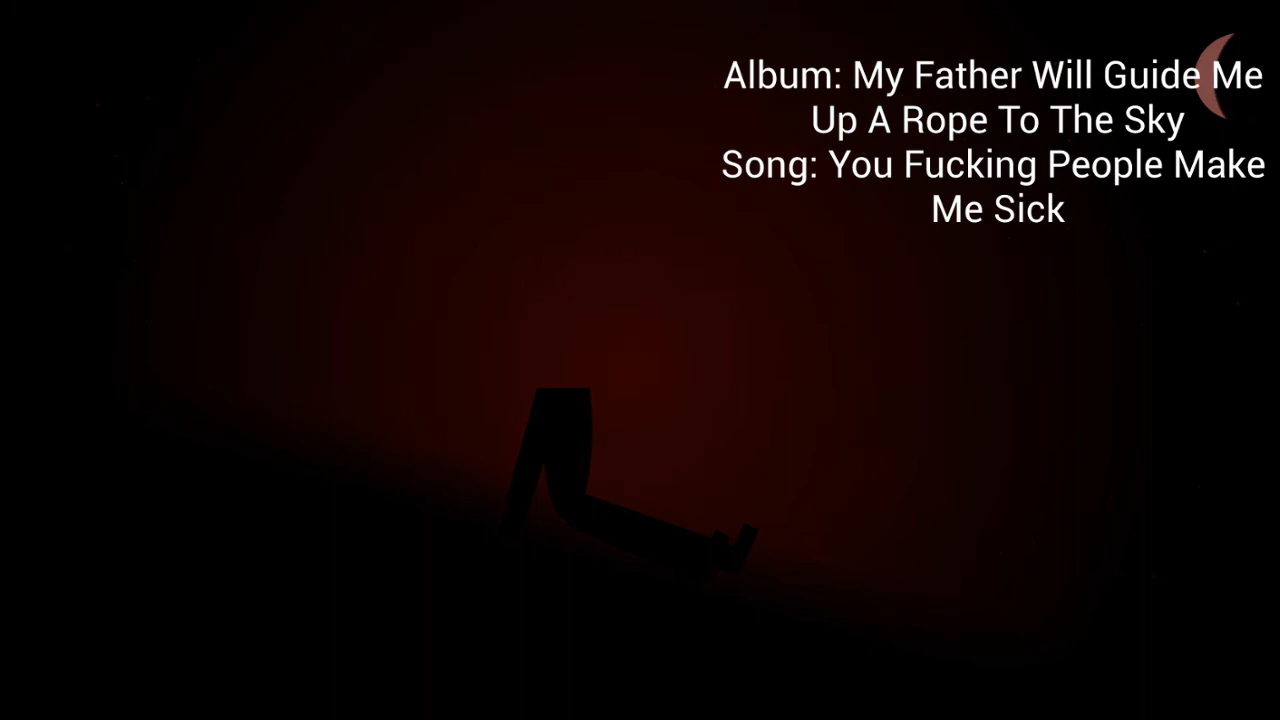 Album: My Father Will Guide Me
Up A Rope To The Sky
Song: You Fucking People Make
Me Sick